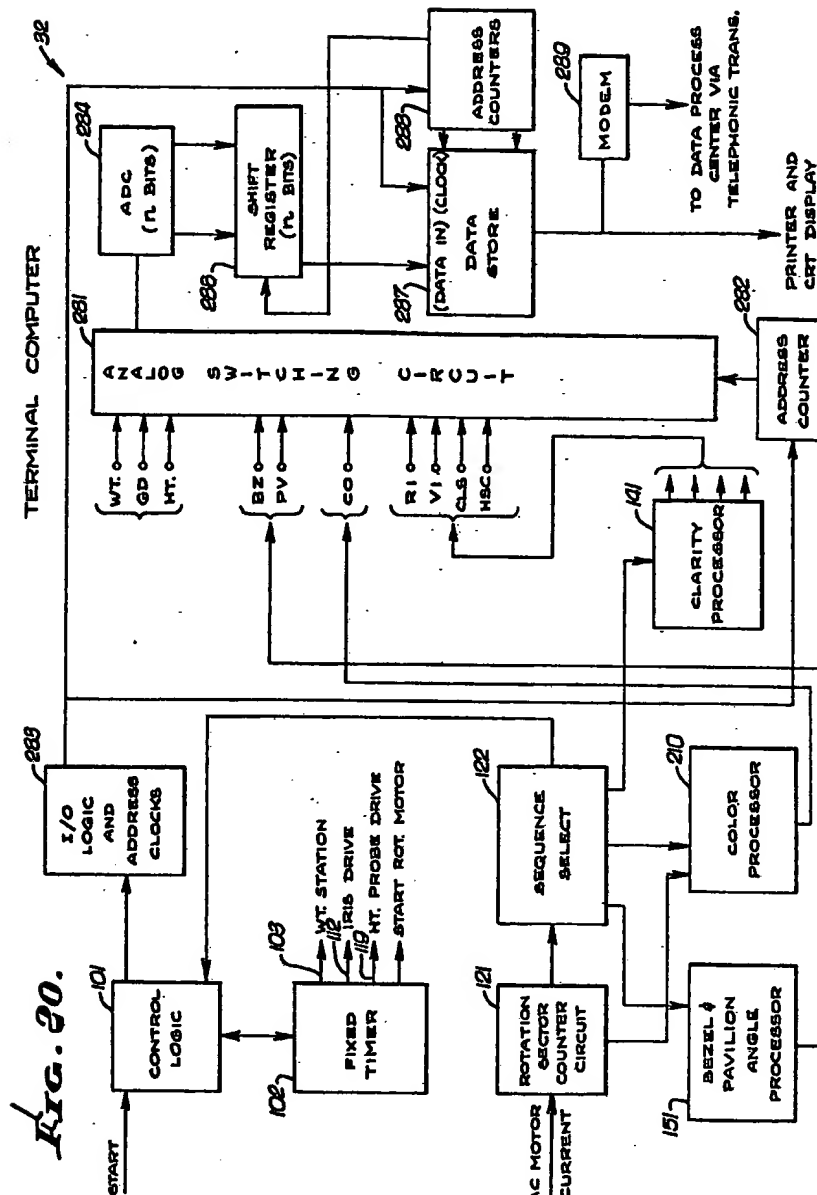 FIG. 20.
TERMINAL COMPUTER
32
START
101
CONTROL
LOGIC
283
I/O
LOGIC
AND
ADDRESS
CLOCKS
102
FIXED
TIMER
103
WT. STATION
112
IRIS DRIVE
119
HT. PROBE DRIVE
START ROT. MOTOR
AC MOTOR
CURRENT
121
ROTATION
SECTOR
COUNTER
CIRCUIT
122
SEQUENCE
SELECT
151
BEZEL &
PAVILION
ANGLE
PROCESSOR
210
COLOR
PROCESSOR
141
CLARITY
PROCESSOR
WT.
GD
HT.
BZ
PV
CO
RI
VI
CLS
HSC
281
ANALOG SWITCHING CIRCUIT
282
ADDRESS
COUNTER
284
ADC
(n BITS)
286
SHIFT
REGISTER
(n BITS)
287
(DATA IN) (CLOCK)
DATA
STORE
288
ADDRESS
COUNTERS
289
MODEM
TO DATA PROCESS
CENTER VIA
TELEPHONIC TRANS.
PRINTER AND
CRT DISPLAY